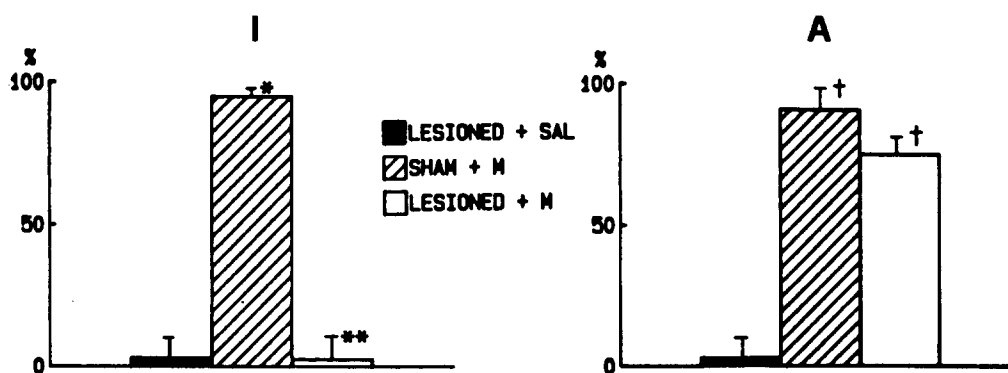 I
%
100
50
0
*
**
LESIONED + SAL
SHAM + M
LESIONED + M
A
%
100
50
0
†
†